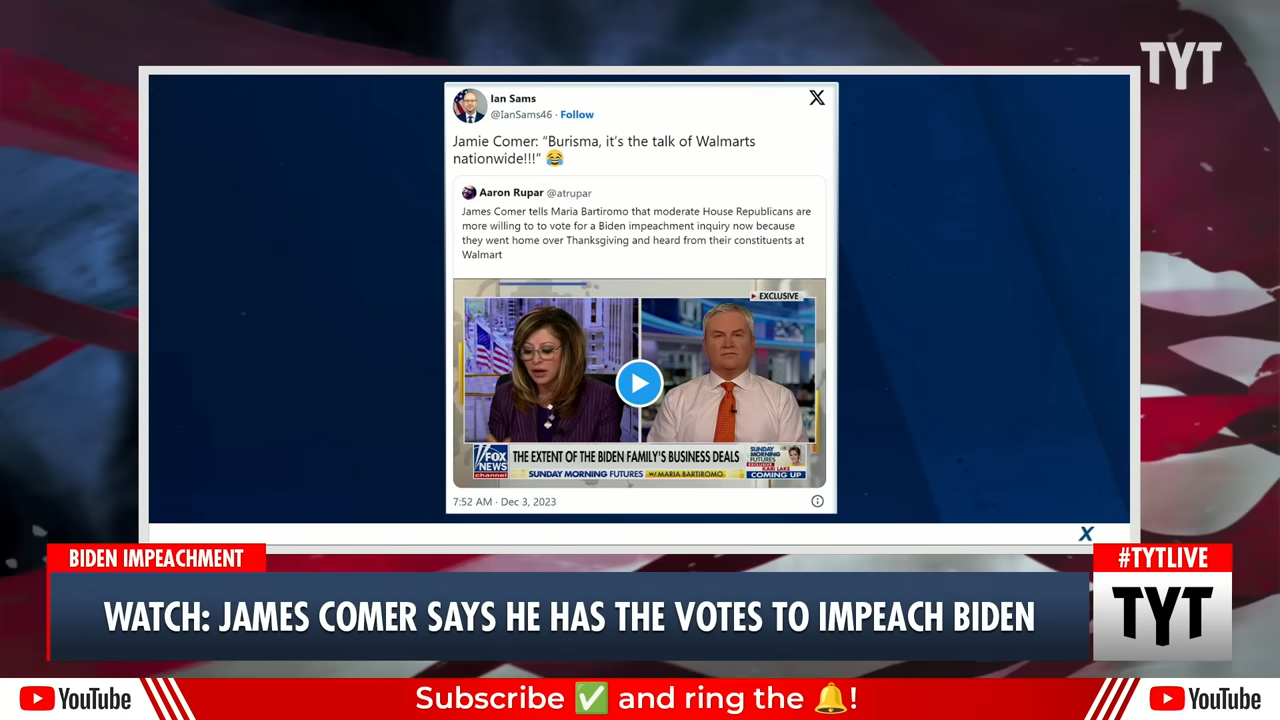 TYT
Ian Sams
@IanSams46 · Follow
Jamie Comer: “Burisma, it’s the talk of Walmarts
nationwide!!!” 😂
Aaron Rupar @atrupar
James Comer tells Maria Bartiromo that moderate House Republicans are
more willing to to vote for a Biden impeachment inquiry now because
they went home over Thanksgiving and heard from their constituents at
Walmart
EXCLUSIVE
FOX
NEWS
channel
THE EXTENT OF THE BIDEN FAMILY'S BUSINESS DEALS
SUNDAY MORNING FUTURES w/ MARIA BARTIROMO
SUNDAY
MORNING
FUTURES
EXCLUSIVE
KARI LAKE
COMING UP
7:52 AM · Dec 3, 2023
X
BIDEN IMPEACHMENT
#TYTLIVE
WATCH: JAMES COMER SAYS HE HAS THE VOTES TO IMPEACH BIDEN
TYT
YouTube
Subscribe ✅ and ring the 🔔!
YouTube